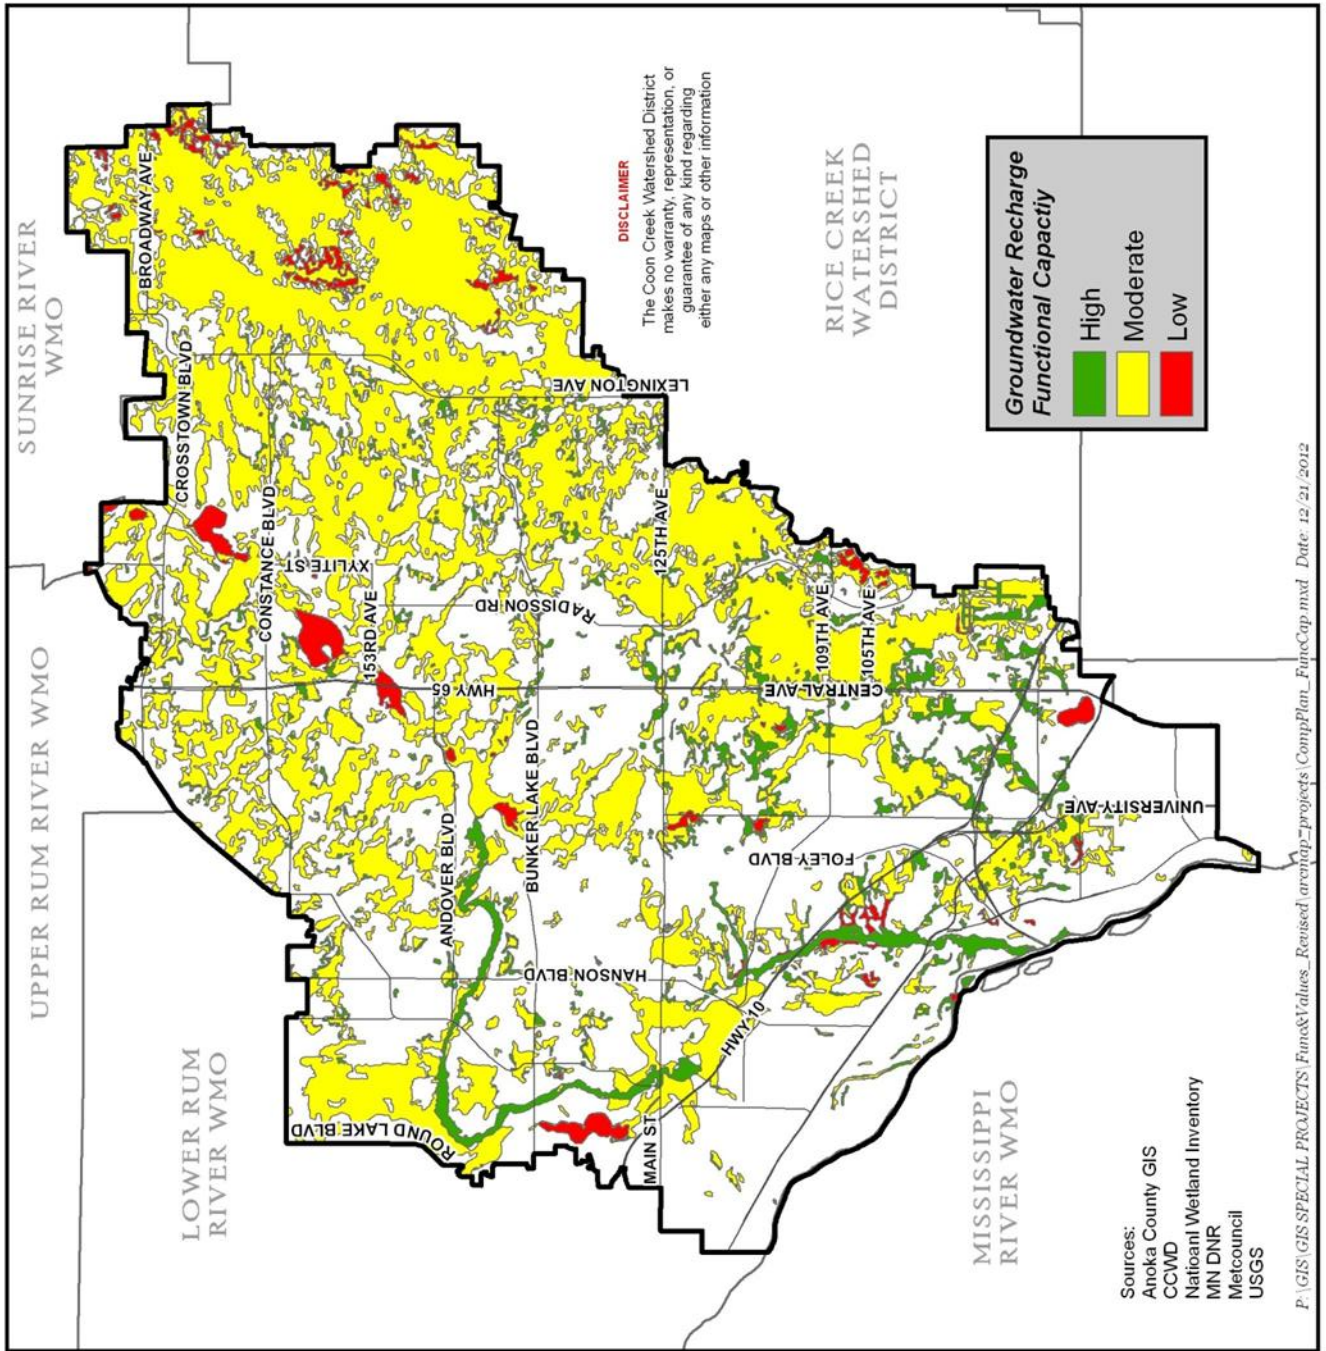 SUNRISE RIVER
WMO
UPPER RUM RIVER WMO
LOWER RUM
RIVER WMO
BROADWAY AVE
CROSSTOWN BLVD
CONSTANCE BLVD
XYLITE ST
153RD AVE
LEXINGTON AVE
RADISSON RD
HWY 65
ANDOVER BLVD
BUNKER LAKE BLVD
ROUND LAKE BLVD
HANSON BLVD
125TH AVE
MAIN ST
109TH AVE
105TH AVE
CENTRAL AVE
FOLEY BLVD
HWY 10
UNIVERSITY AVE
DISCLAIMER
The Coon Creek Watershed District
makes no warranty, representation, or
guarantee of any kind regarding
either any maps or other information
RICE CREEK
WATERSHED
DISTRICT
MISSISSIPPI
RIVER WMO
Groundwater Recharge
Functional Capactiy
High
Moderate
Low
Sources:
Anoka County GIS
CCWD
Natioanl Wetland Inventory
MN DNR
Metcouncil
USGS
P:\GIS\GIS SPECIAL PROJECTS\Func&Values_Revised\arcmap_projects\CompPlan_FuncCap.mxd Date: 12/21/2012